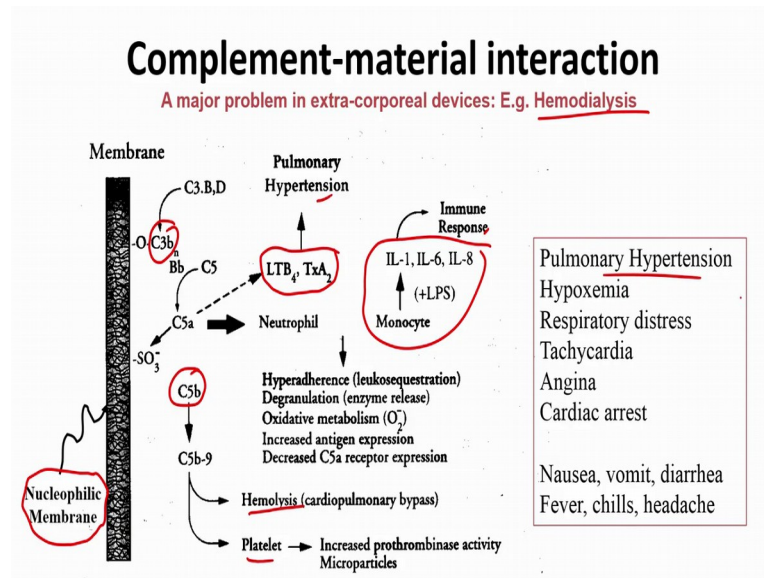 Complement-material interaction
A major problem in extra-corporeal devices: E.g. Hemodialysis
Membrane
Pulmonary
Hypertension
C3.B,D
Immune
Response
-O-C3b
n
Bb
C5
LTB4, TxA2
IL-1, IL-6, IL-8
(+LPS)
Monocyte
C5a
Neutrophil
-SO3-
C5b
Hyperadherence (leukosequestration)
Degranulation (enzyme release)
Oxidative metabolism (O2-)
Increased antigen expression
Decreased C5a receptor expression
C5b-9
Nucleophilic
Membrane
Hemolysis (cardiopulmonary bypass)
Platelet
Increased prothrombinase activity
Microparticles
Pulmonary Hypertension
Hypoxemia
Respiratory distress
Tachycardia
Angina
Cardiac arrest
Nausea, vomit, diarrhea
Fever, chills, headache